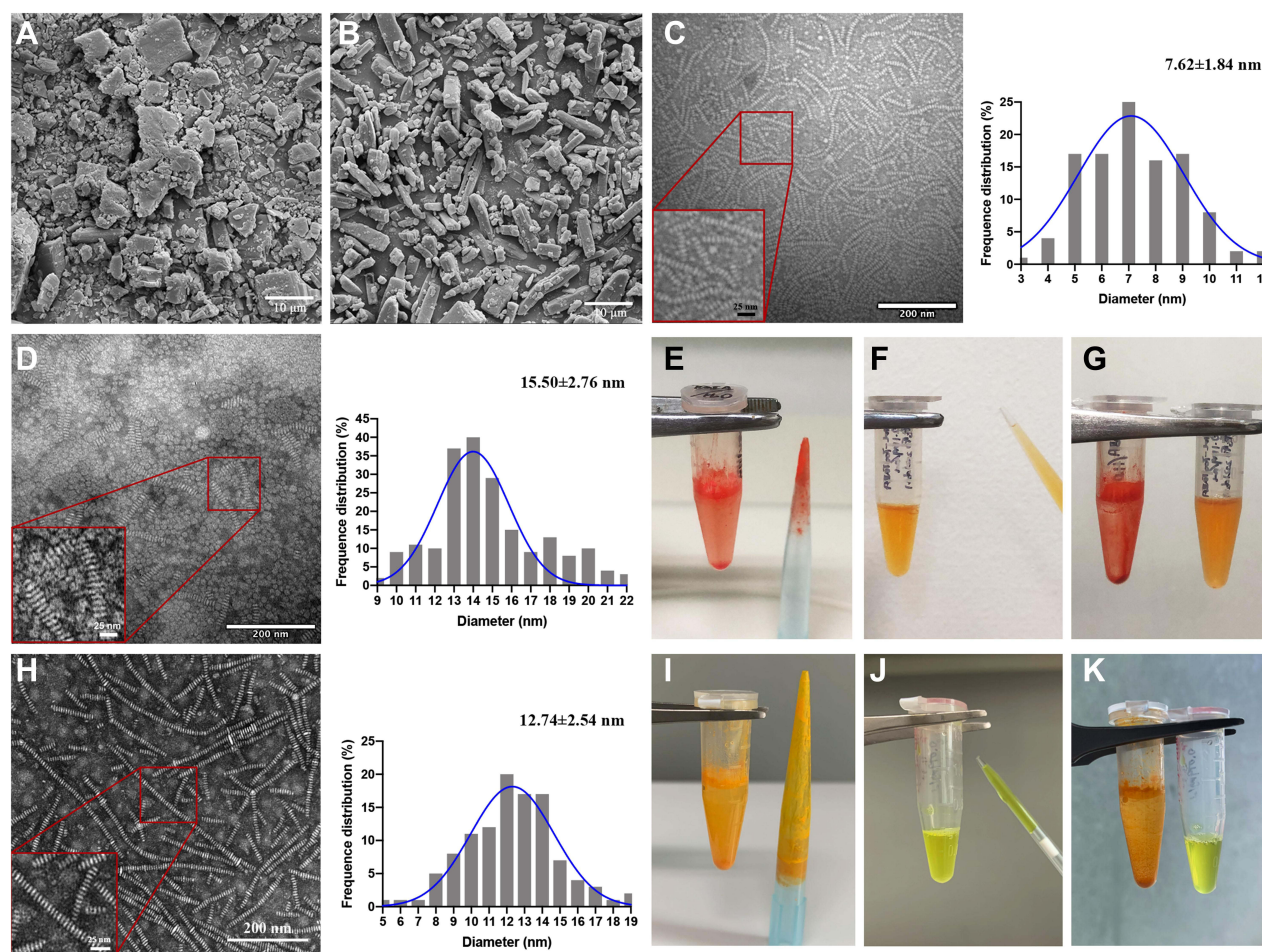 A
10 µm
B
10 µm
C
25 nm
200 nm
7.62±1.84 nm
Frequence distribution (%)
25
20
15
10
5
0
3 4 5 6 7 8 9 10 11
Diameter (nm)
D
25 nm
200 nm
15.50±2.76 nm
Frequence distribution (%)
45
40
35
30
25
20
15
10
5
0
9 10 11 12 13 14 15 16 17 18 19 20 21 22
Diameter (nm)
E
H2O
F
G
H
25 nm
200 nm
12.74±2.54 nm
Frequence distribution (%)
25
20
15
10
5
0
5 6 7 8 9 10 11 12 13 14 15 16 17 18 19
Diameter (nm)
I
J
K